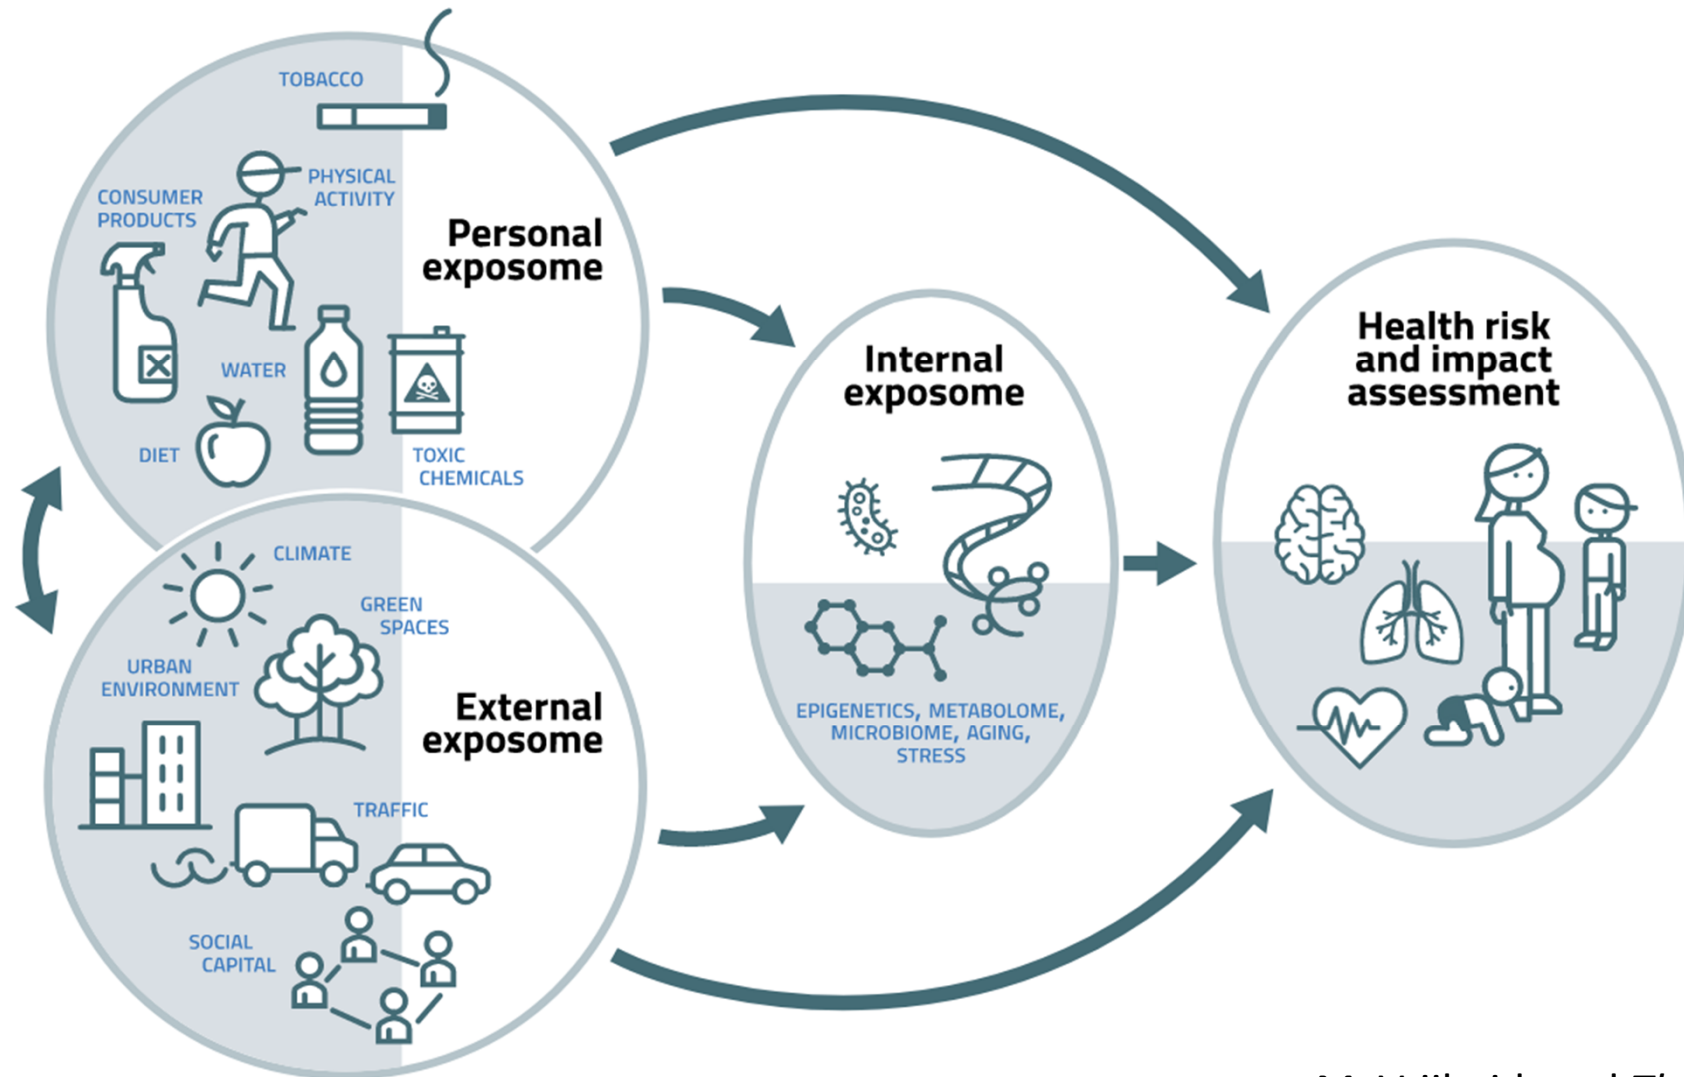 TOBACCO
PHYSICAL
ACTIVITY
CONSUMER
PRODUCTS
Personal
exposome
WATER
DIET
TOXIC
CHEMICALS
CLIMATE
GREEN
SPACES
URBAN
ENVIRONMENT
External
exposome
TRAFFIC
SOCIAL
CAPITAL
Internal
exposome
EPIGENETICS, METABOLOME,
MICROBIOME, AGING,
STRESS
Health risk
and impact
assessment